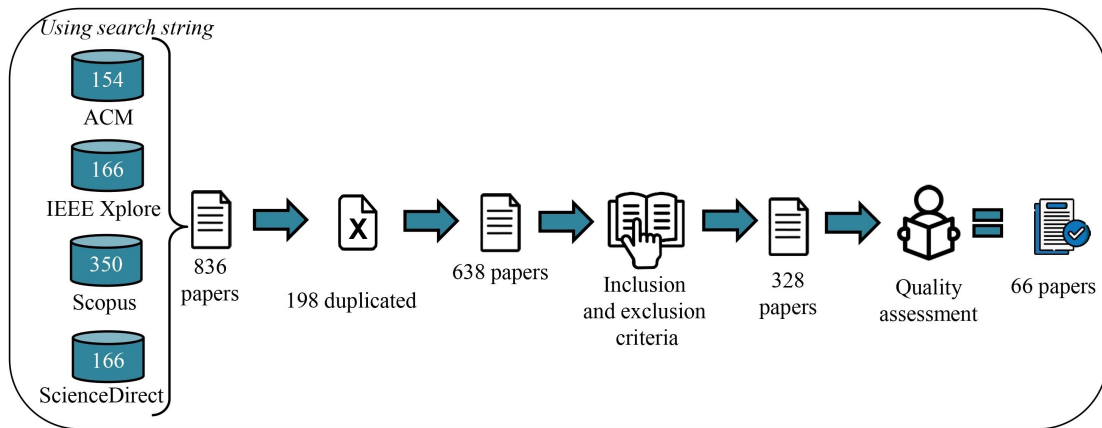 Using search string
154
ACM
166
IEEE Xplore
350
Scopus
166
ScienceDirect
836
papers
X
198 duplicated
638 papers
Inclusion
and exclusion
criteria
328
papers
Quality
assessment
66 papers